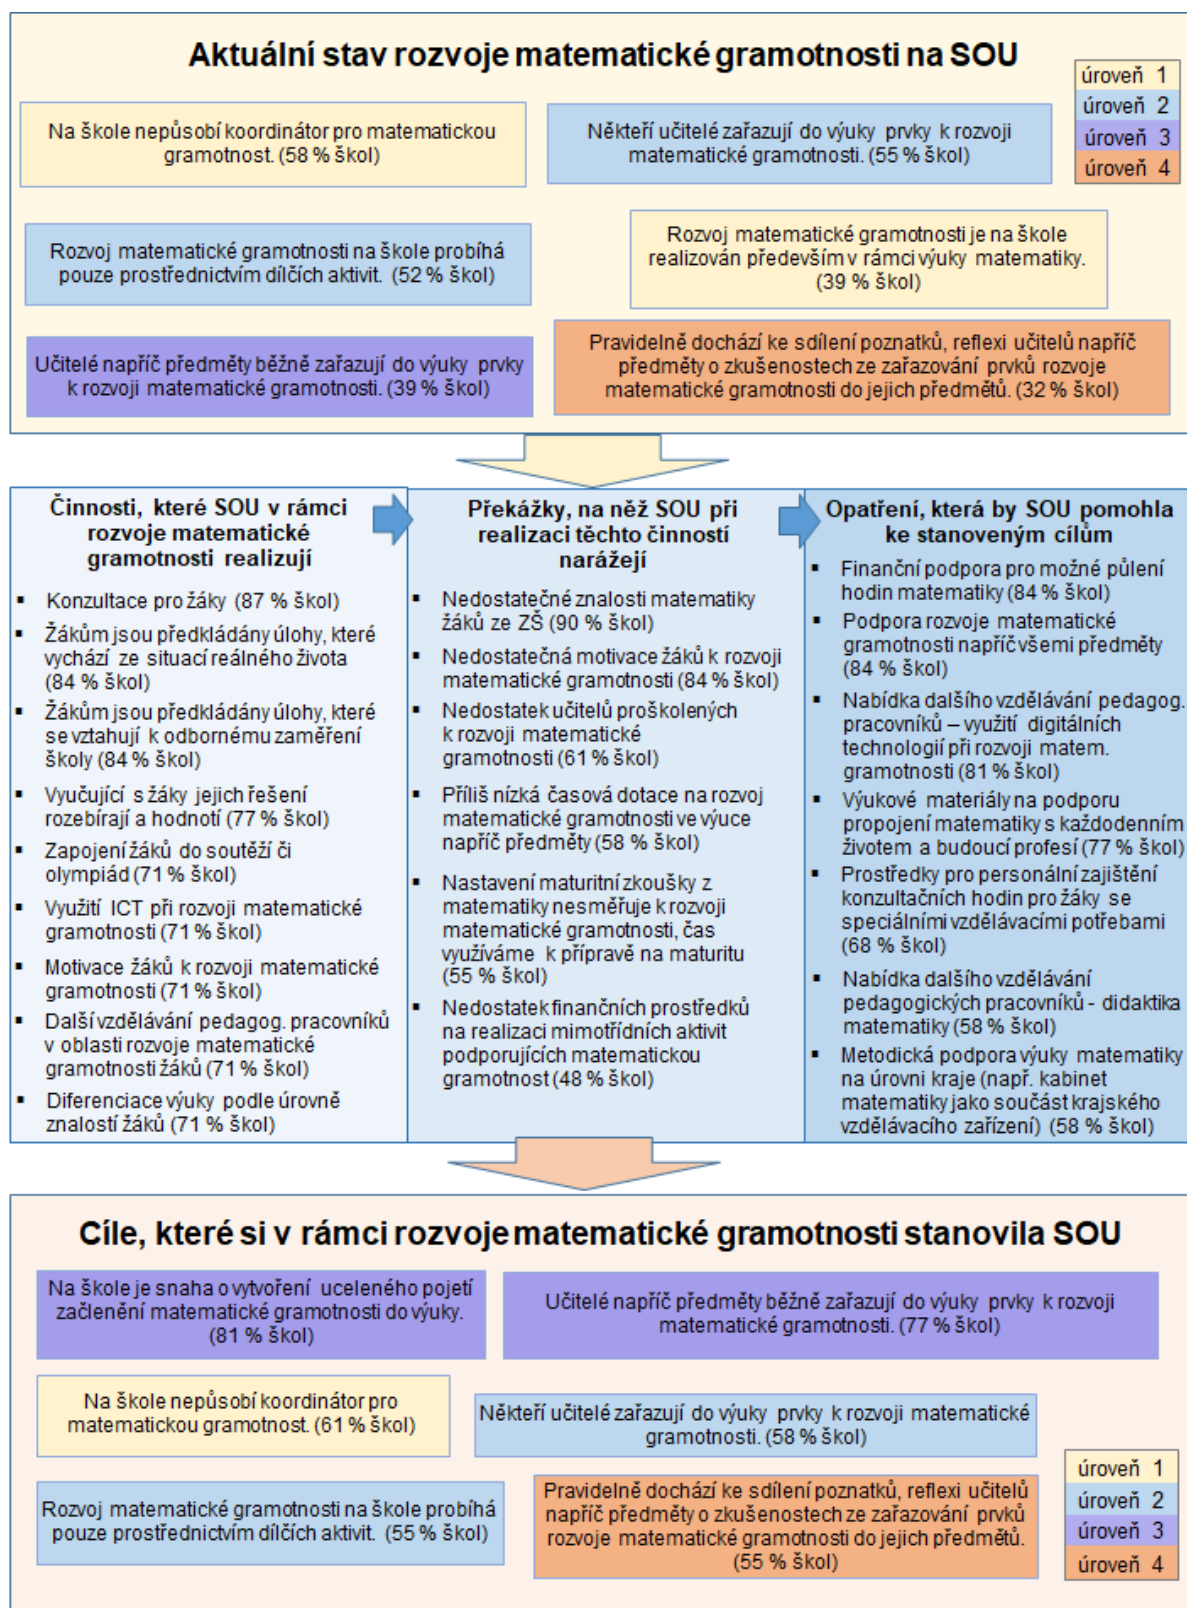 Aktuální stav rozvoje matematické gramotnosti na SOU
úroveň 1
úroveň 2
úroveň 3
úroveň 4
Na škole nepůsobí koordinátor pro matematickou
gramotnost. (58 % škol)
Někteří učitelé zařazují do výuky prvky k rozvoji
matematické gramotnosti. (55 % škol)
Rozvoj matematické gramotnosti na škole probíhá
pouze prostřednictvím dílčích aktivit. (52 % škol)
Rozvoj matematické gramotnosti je na škole
realizován především v rámci výuky matematiky.
(39 % škol)
Učitelé napříč předměty běžně zařazují do výuky prvky
k rozvoji matematické gramotnosti. (39 % škol)
Pravidelně dochází ke sdílení poznatků, reflexi učitelů napříč
předměty o zkušenostech ze zařazování prvků rozvoje
matematické gramotnosti do jejich předmětů. (32 % škol)
Činnosti, které SOU v rámci
rozvoje matematické
gramotnosti realizují
▪ Konzultace pro žáky (87 % škol)
▪ Žákům jsou předkládány úlohy, které
vychází ze situací reálného života
(84 % škol)
▪ Žákům jsou předkládány úlohy, které
se vztahují k odbornému zaměření
školy (84 % škol)
▪ Vyučující s žáky jejich řešení
rozebírají a hodnotí (77 % škol)
▪ Zapojení žáků do soutěží či
olympiád (71 % škol)
▪ Využití ICT při rozvoji matematické
gramotnosti (71 % škol)
▪ Motivace žáků k rozvoji matematické
gramotnosti (71 % škol)
▪ Další vzdělávání pedagog. pracovníků
v oblasti rozvoje matematické
gramotnosti žáků (71 % škol)
▪ Diferenciace výuky podle úrovně
znalostí žáků (71 % škol)
Překážky, na něž SOU při
realizaci těchto činností
narážejí
▪ Nedostatečné znalosti matematiky
žáků ze ZŠ (90 % škol)
▪ Nedostatečná motivace žáků k rozvoji
matematické gramotnosti (84 % škol)
▪ Nedostatek učitelů proškolených
k rozvoji matematické
gramotnosti (61 % škol)
▪ Příliš nízká časová dotace na rozvoj
matematické gramotnosti ve výuce
napříč předměty (58 % škol)
▪ Nastavení maturitní zkoušky z
matematiky nesměřuje k rozvoji
matematické gramotnosti, čas
využíváme k přípravě na maturitu
(55 % škol)
▪ Nedostatek finančních prostředků
na realizaci mimotřídních aktivit
podporujících matematickou
gramotnost (48 % škol)
Opatření, která by SOU pomohla
ke stanoveným cílům
▪ Finanční podpora pro možné půlení
hodin matematiky (84 % škol)
▪ Podpora rozvoje matematické
gramotnosti napříč všemi předměty
(84 % škol)
▪ Nabídka dalšího vzdělávání pedagog.
pracovníků – využití digitálních
technologií při rozvoji matem.
gramotnosti (81 % škol)
▪ Výukové materiály na podporu
propojení matematiky s každodenním
životem a budoucí profesí (77 % škol)
▪ Prostředky pro personální zajištění
konzultačních hodin pro žáky se
speciálními vzdělávacími potřebami
(68 % škol)
▪ Nabídka dalšího vzdělávání
pedagogických pracovníků - didaktika
matematiky (58 % škol)
▪ Metodická podpora výuky matematiky
na úrovni kraje (např. kabinet
matematiky jako součást krajského
vzdělávacího zařízení) (58 % škol)
Cíle, které si v rámci rozvoje matematické gramotnosti stanovila SOU
Na škole je snaha o vytvoření uceleného pojetí
začlenění matematické gramotnosti do výuky.
(81 % škol)
Učitelé napříč předměty běžně zařazují do výuky prvky k rozvoji
matematické gramotnosti. (77 % škol)
Na škole nepůsobí koordinátor pro
matematickou gramotnost. (61 % škol)
Někteří učitelé zařazují do výuky prvky k rozvoji matematické
gramotnosti. (58 % škol)
Rozvoj matematické gramotnosti na škole probíhá
pouze prostřednictvím dílčích aktivit. (55 % škol)
Pravidelně dochází ke sdílení poznatků, reflexi učitelů
napříč předměty o zkušenostech ze zařazování prvků
rozvoje matematické gramotnosti do jejich předmětů.
(55 % škol)
úroveň 1
úroveň 2
úroveň 3
úroveň 4